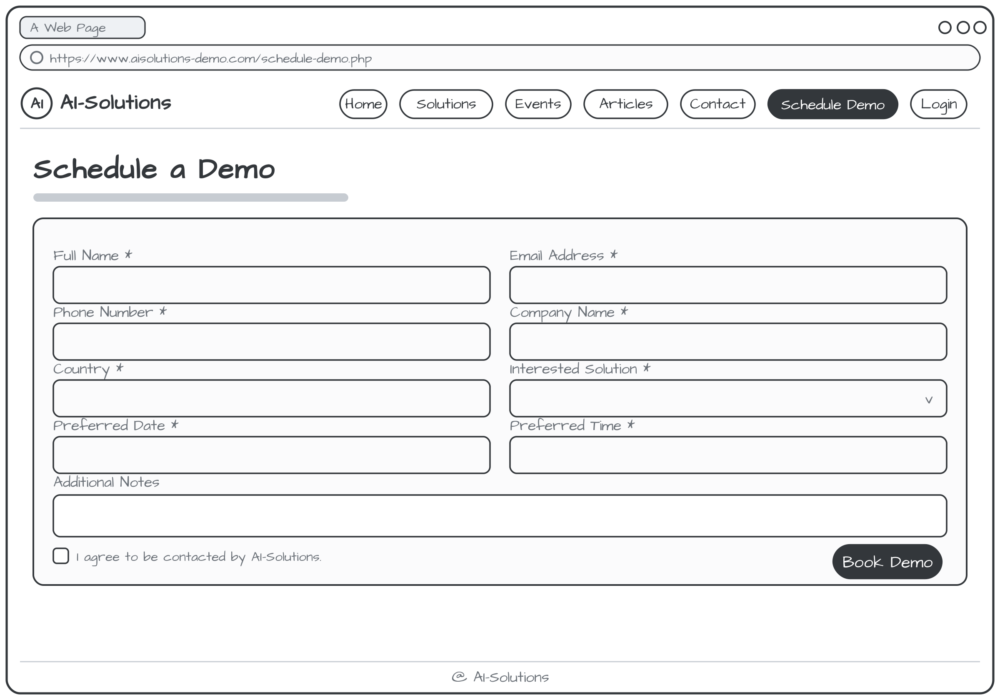 A Web Page
https://www.aisolutions-demo.com/schedule-demo.php
AI AI-Solutions Home Solutions Events Articles Contact Schedule Demo Login
Schedule a Demo
Full Name * Email Address *
Phone Number * Company Name *
Country * Interested Solution *
v
Preferred Date * Preferred Time *
Additional Notes
I agree to be contacted by AI-Solutions. Book Demo
@ AI-Solutions